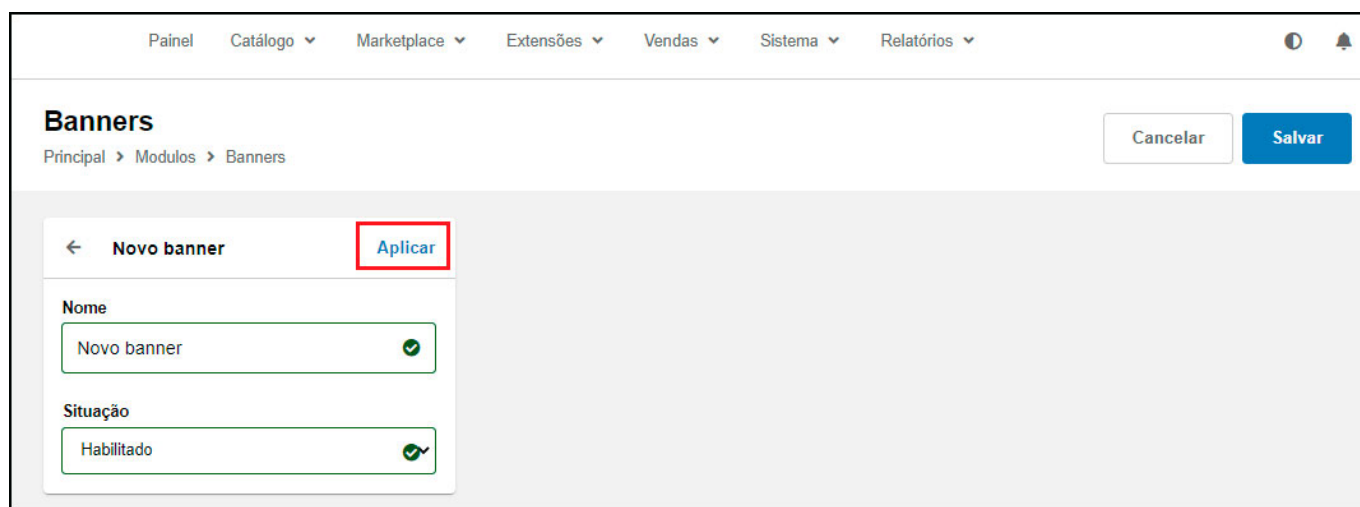 Painel Catálogo Marketplace Extensões Vendas Sistema Relatórios
Banners
Principal > Modulos > Banners
Cancelar Salvar
Novo banner Aplicar
Nome
Novo banner
Situação
Habilitado